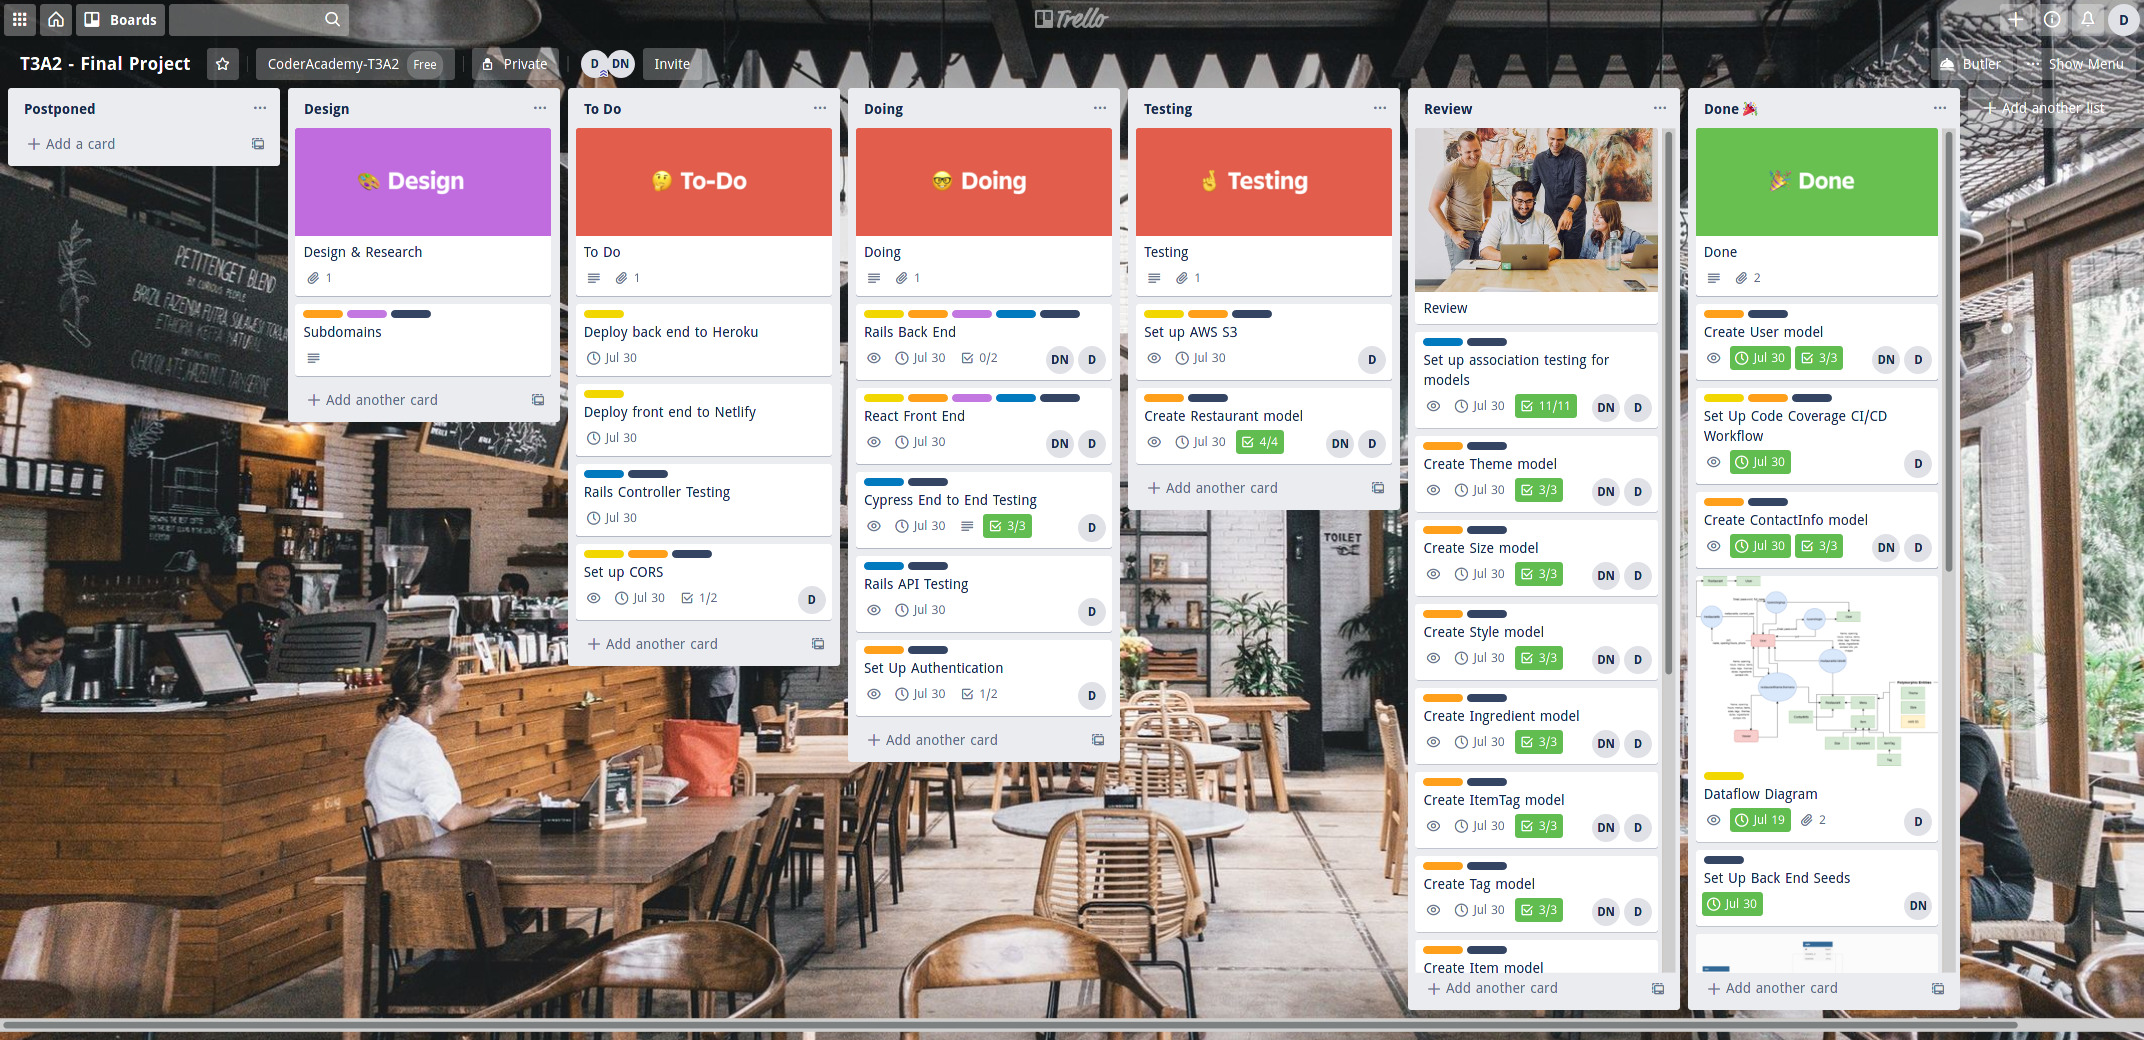 Boards
Trello
D
T3A2 - Final Project
CoderAcademy-T3A2 Free
Private
D DN
Invite
Butler
Show Menu
Postponed
Add a card
Design
Design
Design & Research
1
Subdomains
Add another card
To Do
To-Do
To Do
1
Deploy back end to Heroku
Jul 30
Deploy front end to Netlify
Jul 30
Rails Controller Testing
Jul 30
Set up CORS
Jul 30 1/2 D
Add another card
Doing
Doing
Doing
1
Rails Back End
Jul 30 0/2 DN D
React Front End
Jul 30 DN D
Cypress End to End Testing
Jul 30 3/3 D
Rails API Testing
Jul 30 D
Set Up Authentication
Jul 30 1/2 D
Add another card
Testing
Testing
Testing
1
Set up AWS S3
Jul 30 D
Create Restaurant model
Jul 30 4/4 DN D
Add another card
Review
Review
Set up association testing for
models
Jul 30 11/11 DN D
Create Theme model
Jul 30 3/3 DN D
Create Size model
Jul 30 3/3 DN D
Create Style model
Jul 30 3/3 DN D
Create Ingredient model
Jul 30 3/3 DN D
Create ItemTag model
Jul 30 3/3 DN D
Create Tag model
Jul 30 3/3 DN D
Create Item model
Add another card
Done
Done
Done
2
Create User model
Jul 30 3/3 DN D
Set Up Code Coverage CI/CD
Workflow
Jul 30 D
Create ContactInfo model
Jul 30 3/3 DN D
Dataflow Diagram
Jul 19 2 D
Set Up Back End Seeds
Jul 30 DN
Add another card
Add another list
PETITENGET BLEND
BY CURIOUS PEOPLE
TOILET